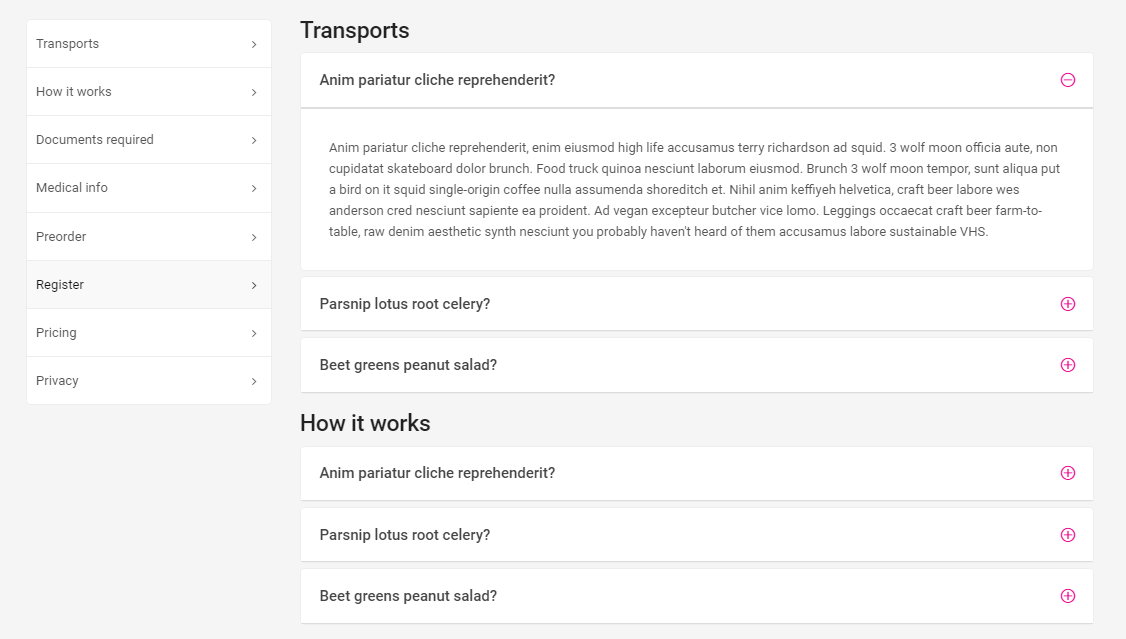 Transports
How it works
Documents required
Medical info
Preorder
Register
Pricing
Privacy
Transports
Anim pariatur cliche reprehenderit?
Anim pariatur cliche reprehenderit, enim eiusmod high life accusamus terry richardson ad squid. 3 wolf moon officia aute, non
cupidatat skateboard dolor brunch. Food truck quinoa nesciunt laborum eiusmod. Brunch 3 wolf moon tempor, sunt aliqua put
a bird on it squid single-origin coffee nulla assumenda shoreditch et. Nihil anim keffiyeh helvetica, craft beer labore wes
anderson cred nesciunt sapiente ea proident. Ad vegan excepteur butcher vice lomo. Leggings occaecat craft beer farm-to-
table, raw denim aesthetic synth nesciunt you probably haven't heard of them accusamus labore sustainable VHS.
Parsnip lotus root celery?
Beet greens peanut salad?
How it works
Anim pariatur cliche reprehenderit?
Parsnip lotus root celery?
Beet greens peanut salad?